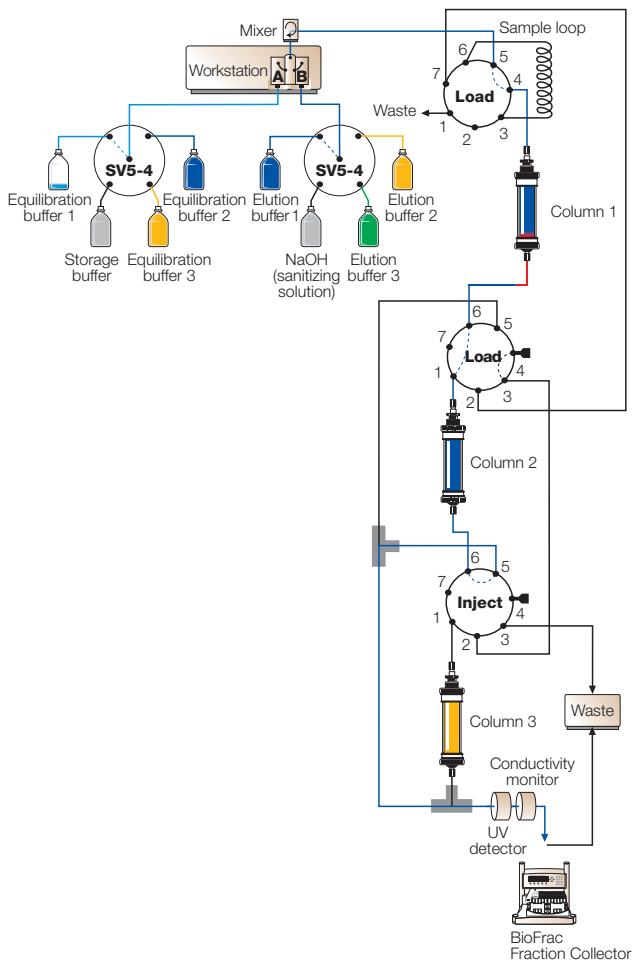 Mixer
Workstation
A B
Sample loop
6
5
7
4
Load
Waste
1
2
3
SV5-4
SV5-4
Equilibration
buffer 1
Equilibration
buffer 2
Elution
buffer1
Elution
buffer 2
Storage
buffer
Equilibration
buffer 3
NaOH
(sanitizing
solution)
Elution
buffer 3
Column 1
6
5
7
Load
1
4
2
3
Column 2
6
5
7
Inject
4
1
2
3
Column 3
Waste
Conductivity
monitor
UV
detector
BioFrac
Fraction Collector